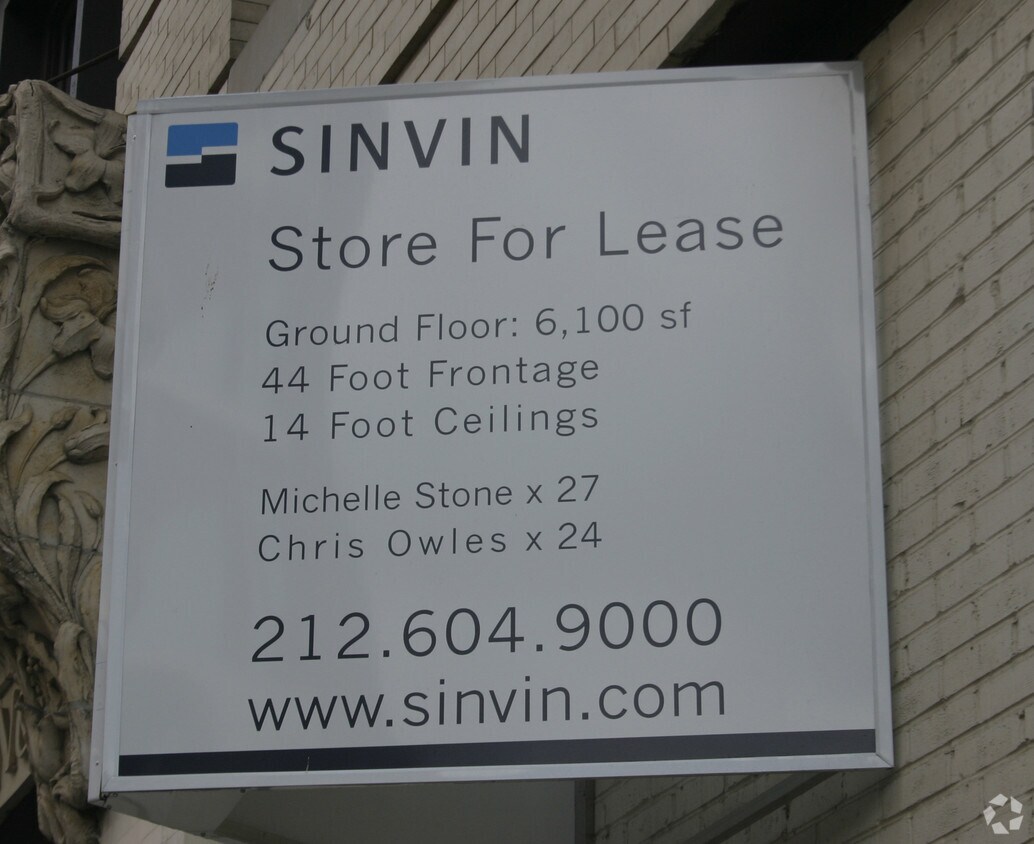 SINVIN
Store For Lease
Ground Floor: 6,100 sf
44 Foot Frontage
14 Foot Ceilings
Michelle Stone x 27
Chris Owles x 24
212.604.9000
www.sinvin.com